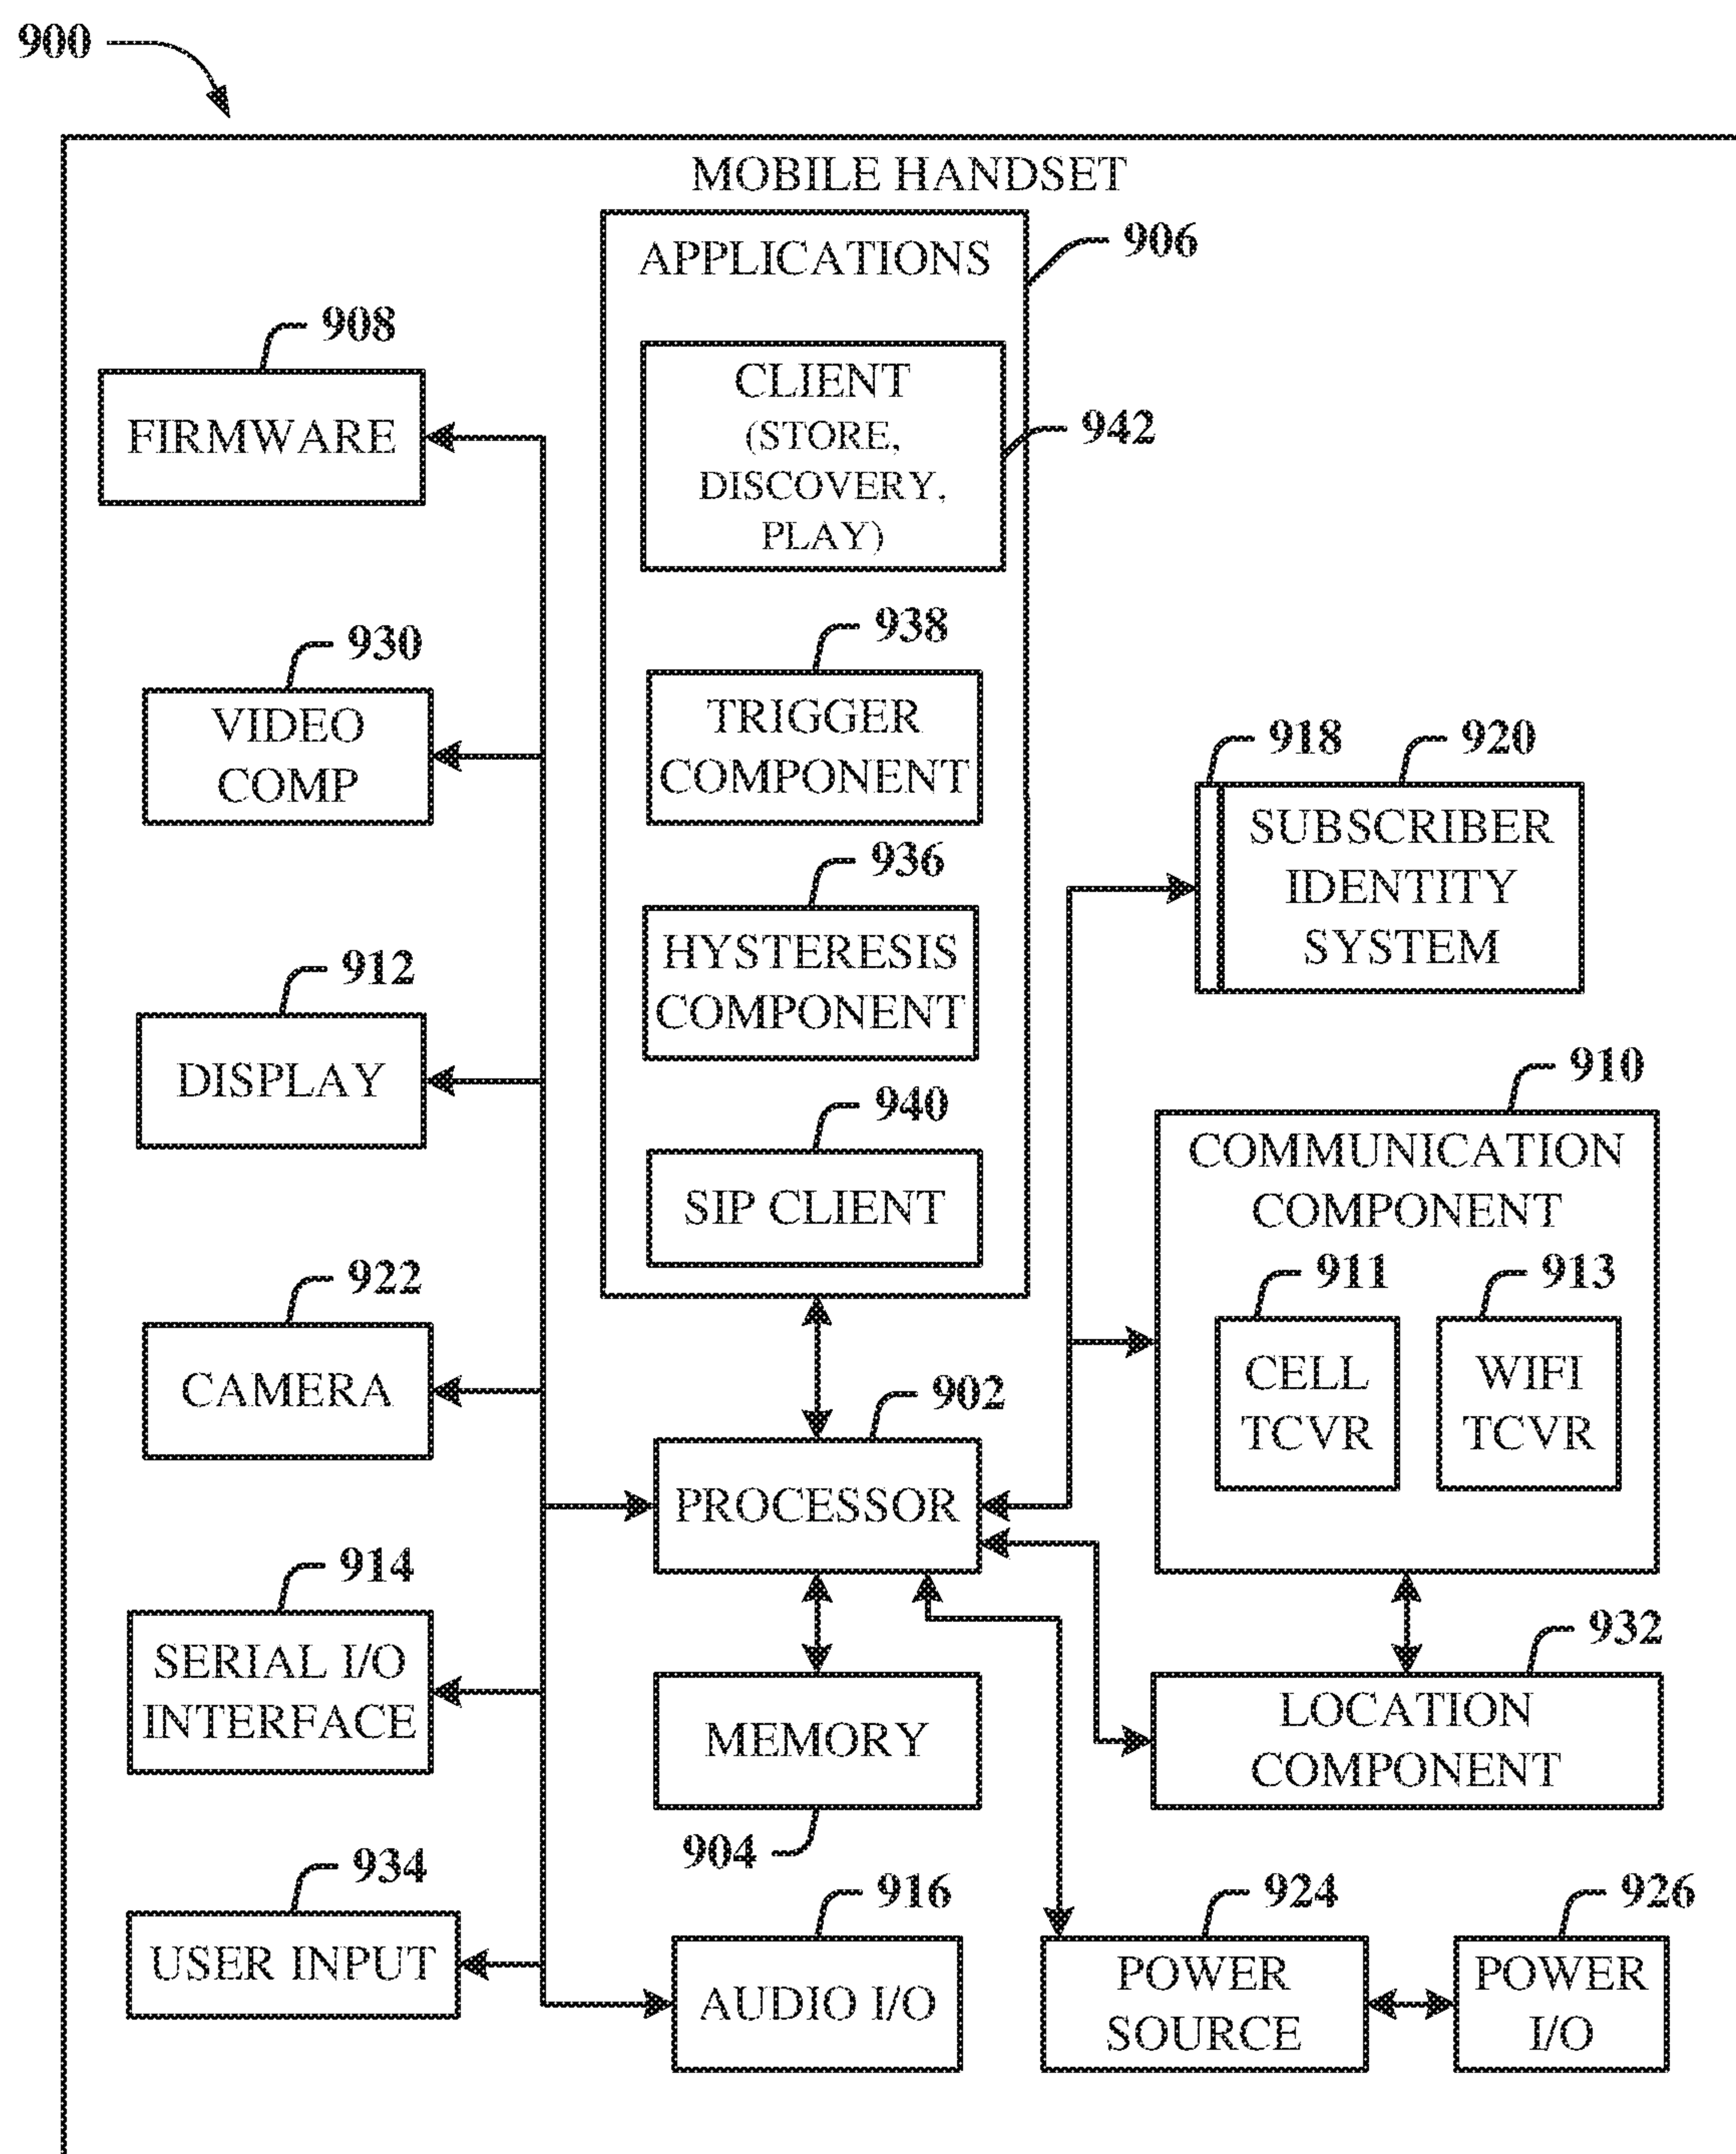 900
MOBILE HANDSET
APPLICATIONS
906
CLIENT
(STORE,
DISCOVERY,
PLAY)
942
938
TRIGGER
COMPONENT
936
HYSTERESIS
COMPONENT
940
SIP CLIENT
908
FIRMWARE
930
VIDEO
COMP
912
DISPLAY
922
CAMERA
914
SERIAL I/O
INTERFACE
934
USER INPUT
902
PROCESSOR
MEMORY
904
916
AUDIO I/O
918
920
SUBSCRIBER
IDENTITY
SYSTEM
910
COMMUNICATION
COMPONENT
911
CELL
TCVR
913
WIFI
TCVR
932
LOCATION
COMPONENT
924
POWER
SOURCE
926
POWER
I/O